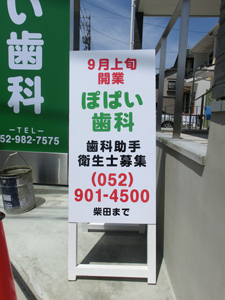 い
歯科
－TEL－
52-982-7575
9月上旬
開業
ぽぱい
歯科
歯科助手
衛生士募集
(052)
901-4500
柴田まで